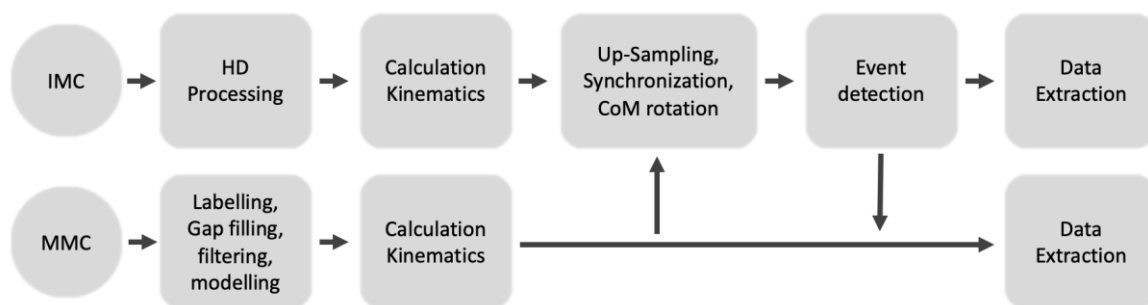 IMC
HD
Processing
Calculation
Kinematics
Up-Sampling,
Synchronization,
CoM rotation
Event
detection
Data
Extraction
MMC
Labelling,
Gap filling,
filtering,
modelling
Calculation
Kinematics
Data
Extraction